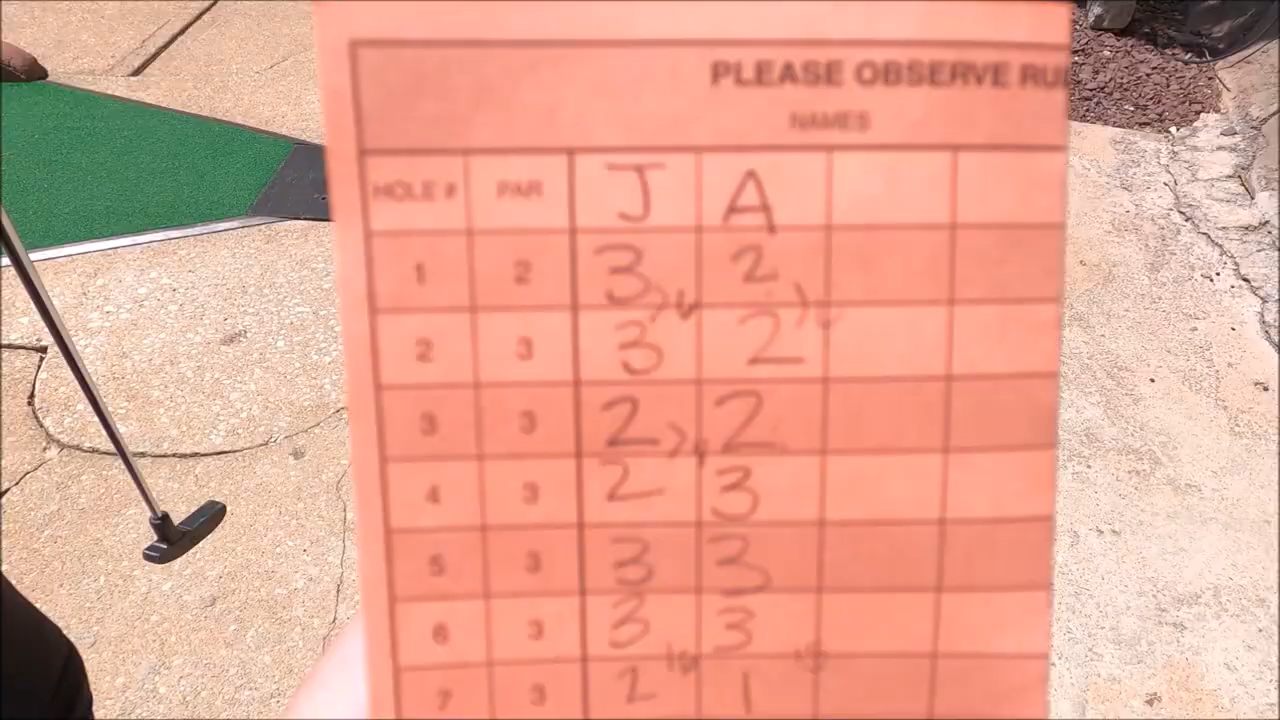 PLEASE OBSERVE RU
NAMES
HOLE # PAR J A
1 2 3 2
2 3 3 2
3 3 2 2
4 3 2 3
5 3 3 3
6 3 3 3
7 3 2 1